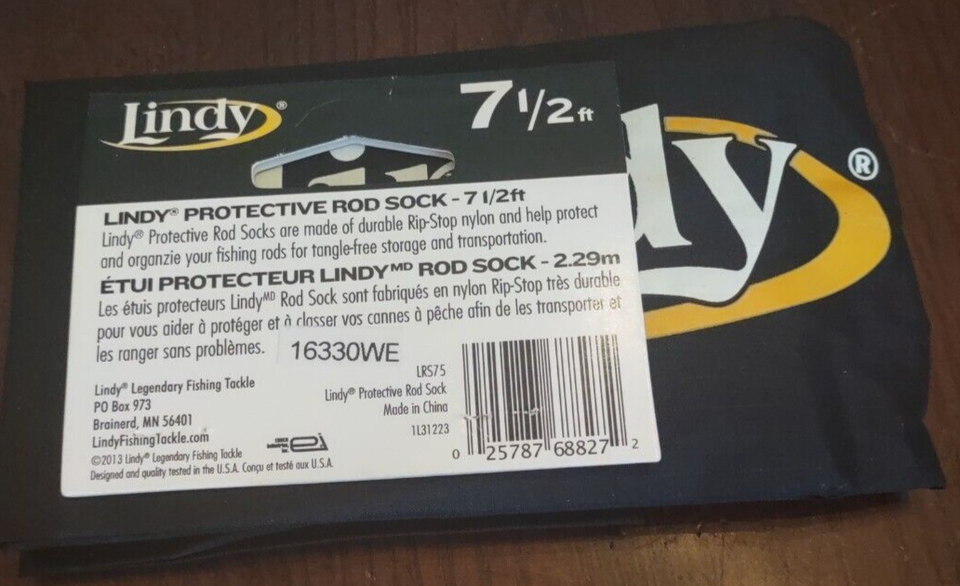 Lindy®
7 1/2 ft
LINDY® PROTECTIVE ROD SOCK - 7 1/2ft
Lindy® Protective Rod Socks are made of durable Rip-Stop nylon and help protect
and organzie your fishing rods for tangle-free storage and transportation.
ÉTUI PROTECTEUR LINDYᴹᴰ ROD SOCK - 2.29m
Les étuis protecteurs Lindyᴹᴰ Rod Sock sont fabriqués en nylon Rip-Stop très durable
pour vous aider à protéger et à classer vos cannes à pêche afin de les transporter et
les ranger sans problèmes.
16330WE
Lindy® Legendary Fishing Tackle
PO Box 973
Brainerd, MN 56401
LindyFishingTackle.com
©2013 Lindy® Legendary Fishing Tackle
Designed and quality tested in the U.S.A. Conçu et testé aux U.S.A.
LRS75
Lindy® Protective Rod Sock
Made in China
1L31223
0 25787 68827 2
dy®